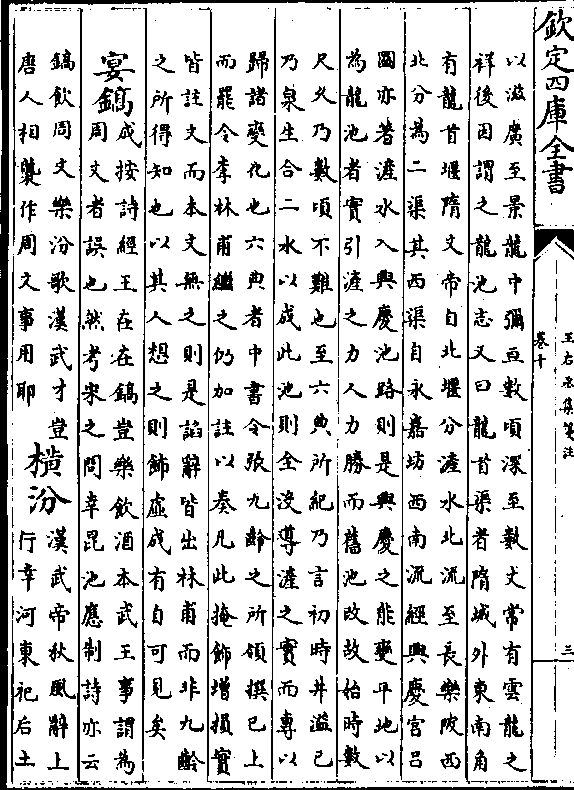 欽定四庫全書
王右丞集箋注
卷十
三
以滋廣至景龍中彌亘數頃深至數丈常有雲龍之
祥後因謂之龍池志又曰龍首渠者隋城外東南角
有龍首堰隋文帝自北堰分滻水北流至長樂陂西
北分為二渠其西渠自永嘉坊西南流經興慶宫吕
圖亦著滻水入興慶池路則是興慶之能變平地以
為龍池者實引滻之力人力勝而舊池改故始時數
尺久乃數頃不難也至六典所紀乃言初時井溢已
乃泉生合二水以成此池則全没導滻之實而專以
歸諸變化也六典者中書令張九齡之所領撰已上
而罷令李林甫繼之仍加註以奏凡此掩飾增損實
皆註文而本文無之則是諂辭皆出林甫而非九齡
之所得知也以其人想之則飾虚成有自可見矣
宴鎬
成按詩經王在在鎬豈樂飲酒本武王事謂為
周文者誤也然考宋之問幸昆池應制詩亦云
鎬飲周文樂汾歌漢武才豈
唐人相襲作周文事用耶
橫汾
漢武帝秋風辭上
行幸河東祀后土